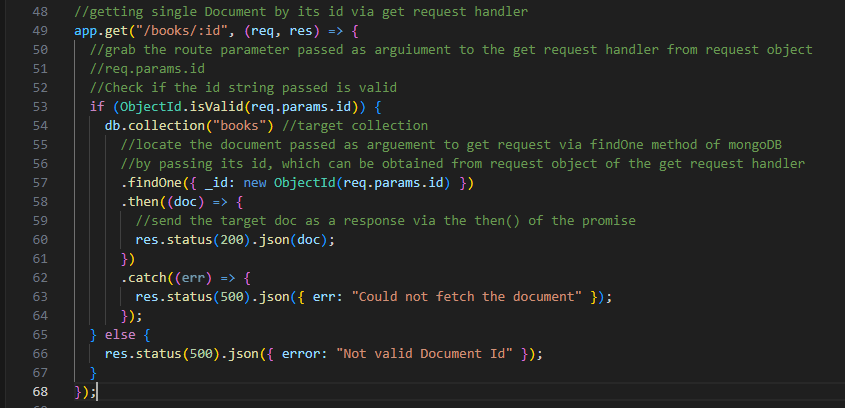 48 //getting single Document by its id via get request handler
49 app.get("/books/:id", (req, res) => {
50 //grab the route parameter passed as arguiument to the get request handler from request object
51 //req.params.id
52 //Check if the id string passed is valid
53 if (ObjectId.isValid(req.params.id)) {
54 db.collection("books") //target collection
55 //locate the document passed as arguement to get request via findOne method of mongoDB
56 //by passing its id, which can be obtained from request object of the get request handler
57 .findOne({ _id: new ObjectId(req.params.id) })
58 .then((doc) => {
59 //send the target doc as a response via the then() of the promise
60 res.status(200).json(doc);
61 })
62 .catch((err) => {
63 res.status(500).json({ err: "Could not fetch the document" });
64 });
65 } else {
66 res.status(500).json({ error: "Not valid Document Id" });
67 }
68 });